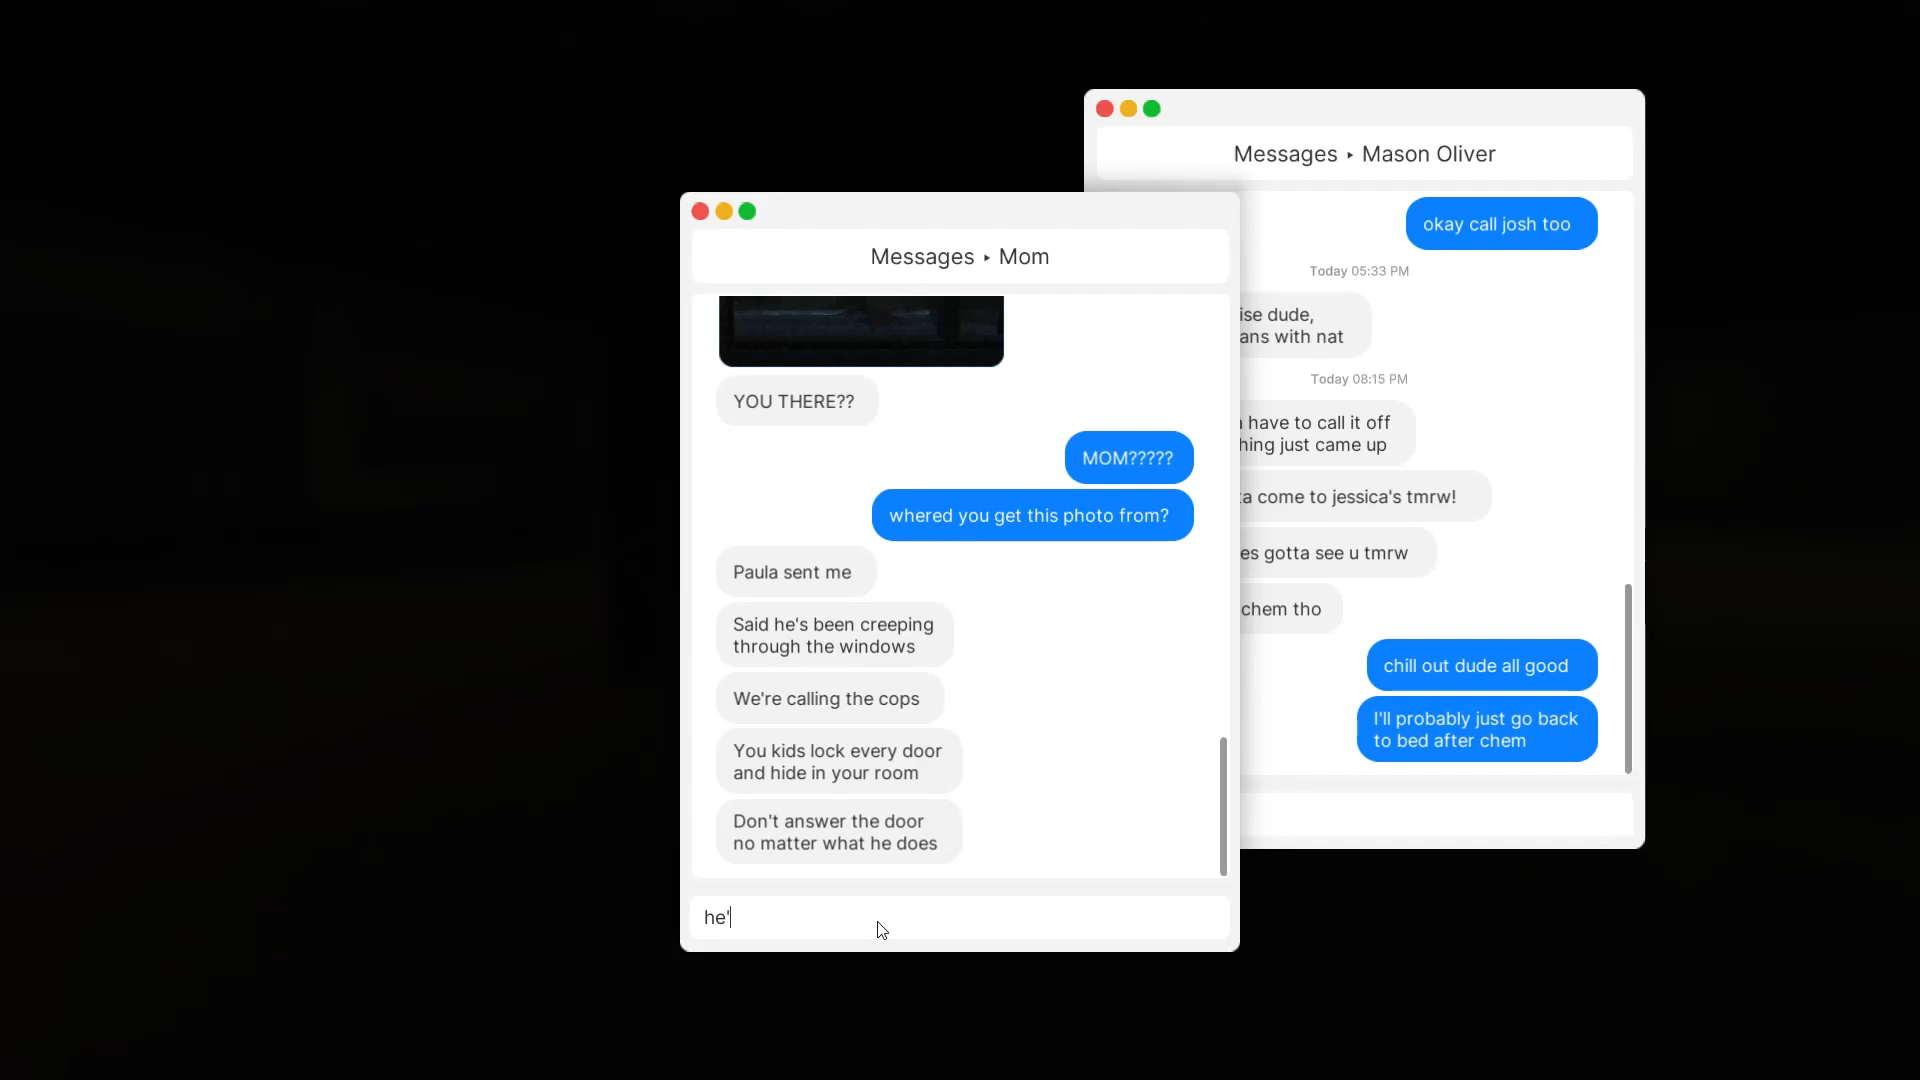 Messages ▸ Mason Oliver
okay call josh too
Today 05:33 PM
ise dude,
ans with nat
Today 08:15 PM
have to call it off
hing just came up
ta come to jessica's tmrw!
es gotta see u tmrw
chem tho
chill out dude all good
I'll probably just go back
to bed after chem
Messages ▸ Mom
YOU THERE??
MOM?????
whered you get this photo from?
Paula sent me
Said he's been creeping
through the windows
We're calling the cops
You kids lock every door
and hide in your room
Don't answer the door
no matter what he does
he'